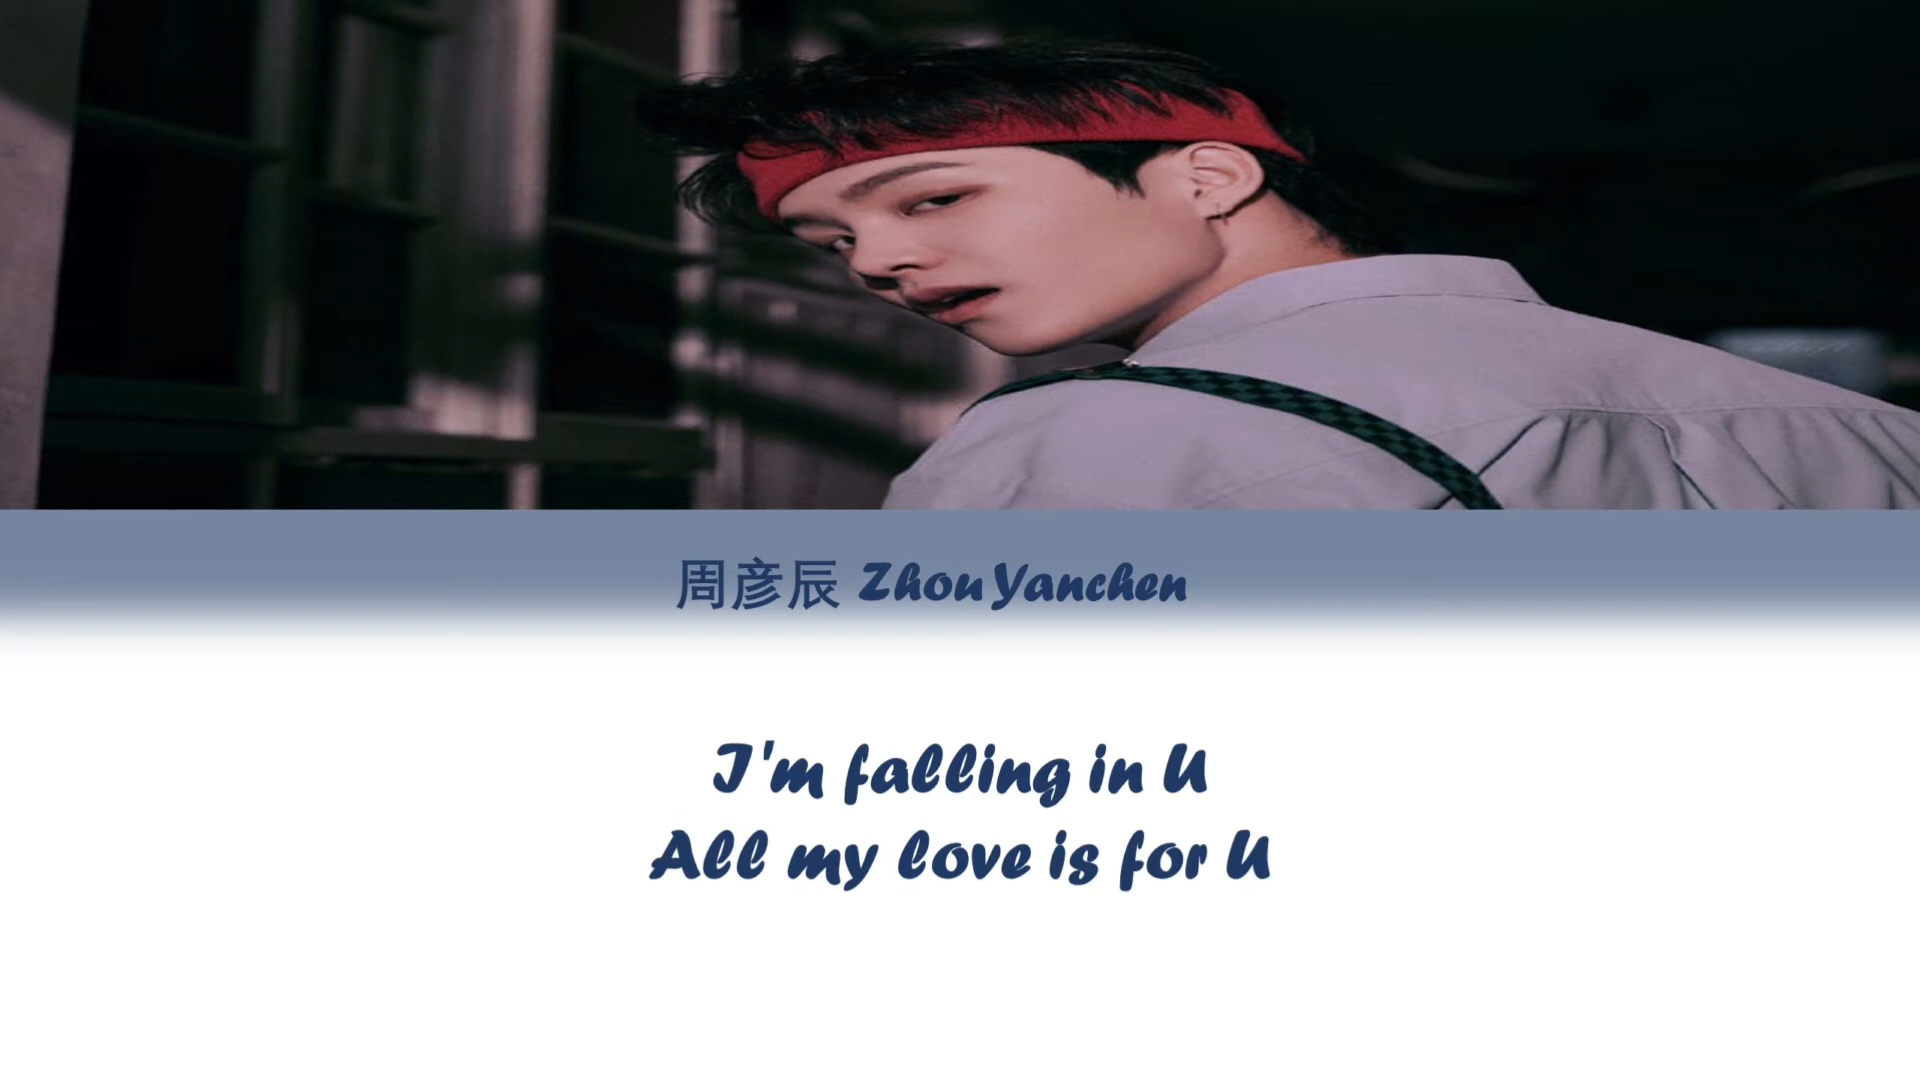 周彦辰 Zhou Yanchen
I'm falling in U
All my love is for U